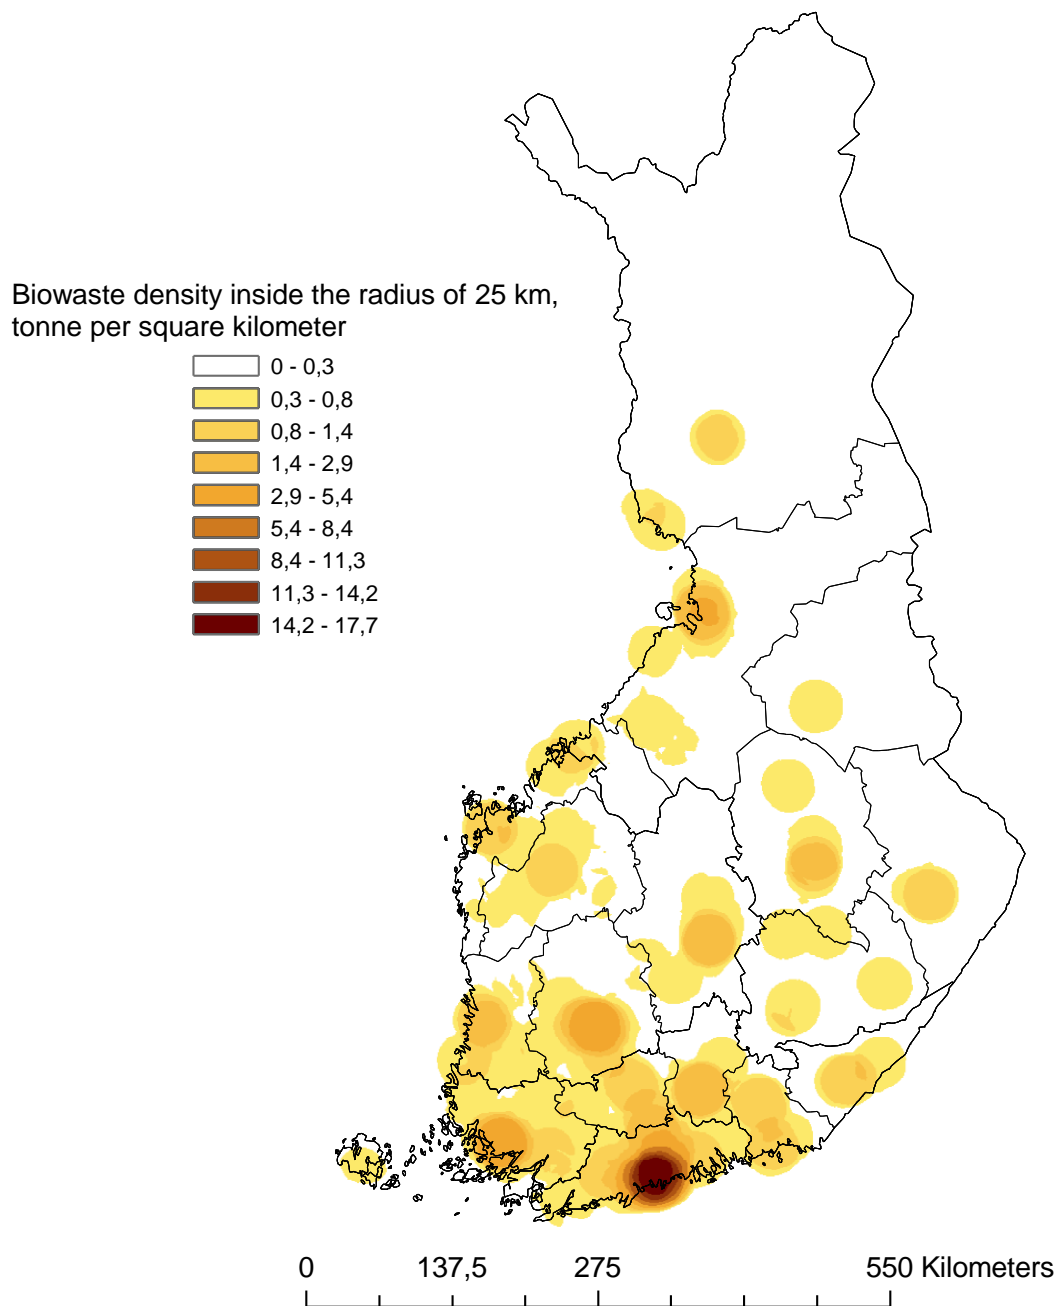 Biowaste density inside the radius of 25 km,
tonne per square kilometer
0 - 0,3
0,3 - 0,8
0,8 - 1,4
1,4 - 2,9
2,9 - 5,4
5,4 - 8,4
8,4 - 11,3
11,3 - 14,2
14,2 - 17,7
0 137,5 275 550 Kilometers